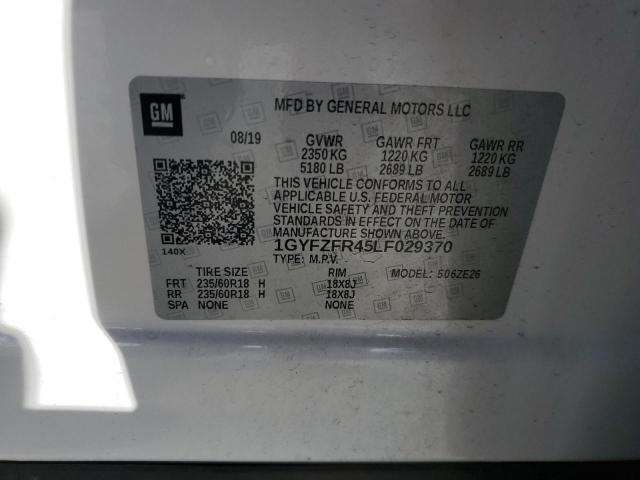 GM
MFD BY GENERAL MOTORS LLC
08/19 GVWR GAWR FRT GAWR RR
2350 KG 1220 KG 1220 KG
5180 LB 2689 LB 2689 LB
THIS VEHICLE CONFORMS TO ALL
APPLICABLE U.S. FEDERAL MOTOR
VEHICLE SAFETY AND THEFT PREVENTION
STANDARDS IN EFFECT ON THE DATE OF
MANUFACTURE SHOWN ABOVE.
1GYFZFR45LF029370
140X
TYPE: M.P.V. MODEL: 506ZE26
TIRE SIZE RIM
FRT 235/60R18 H 18X8J
RR 235/60R18 H 18X8J
SPA NONE NONE